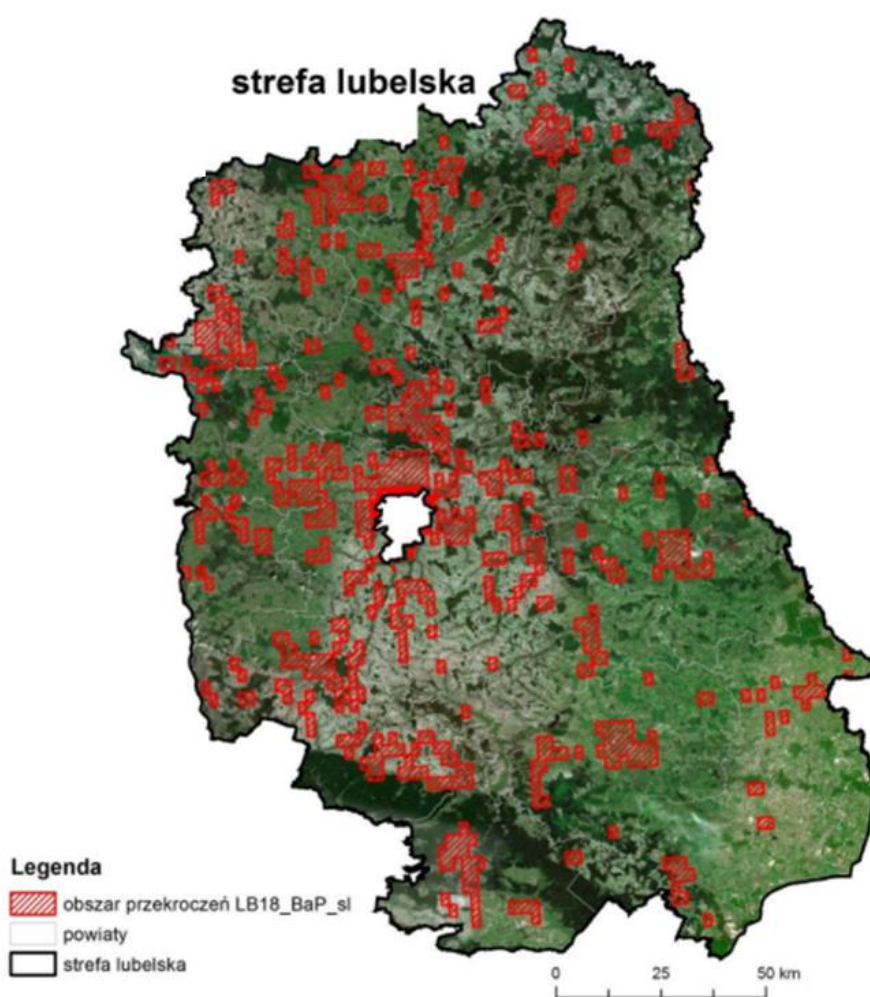 strefa lubelska
Legenda
obszar przekroczeń LB18_BaP_sl
powiaty
strefa lubelska
0 25 50 km